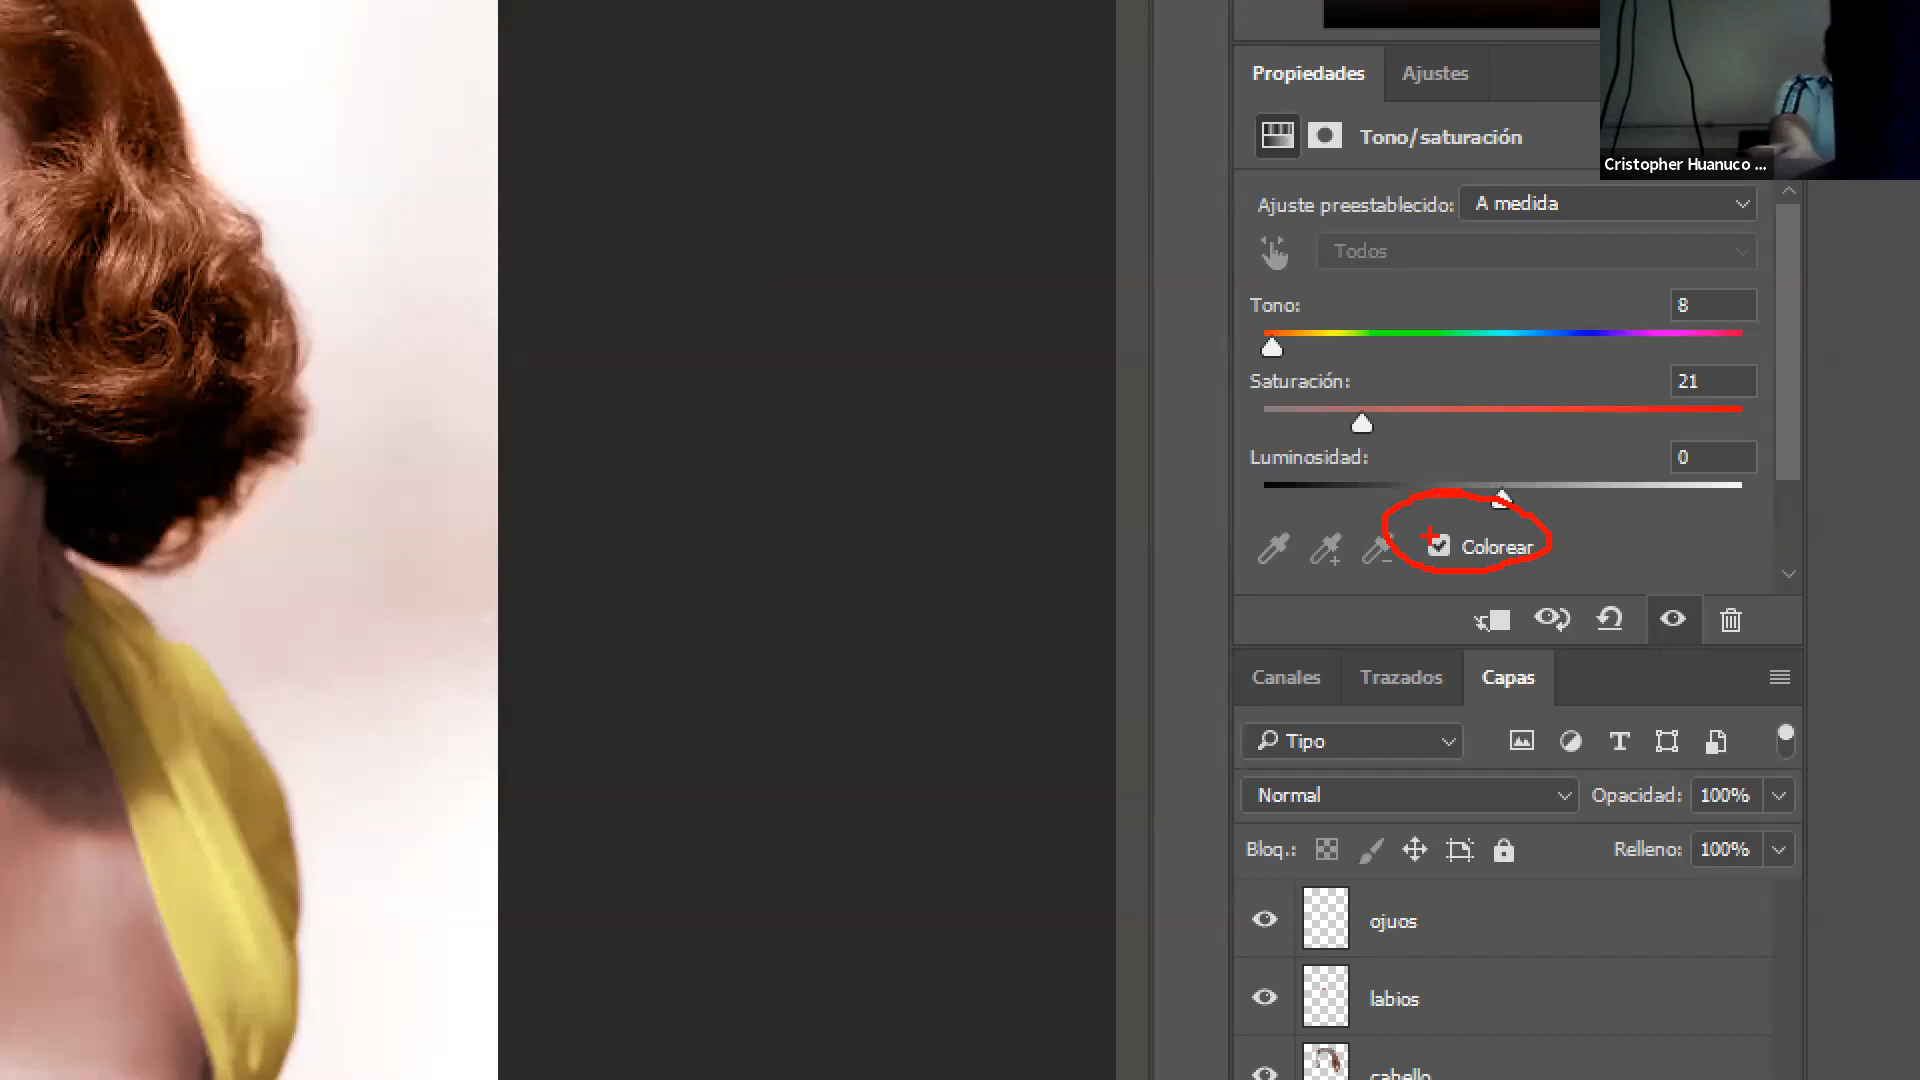 Propiedades Ajustes
Tono/saturación
Cristopher Huanuco ...
Ajuste preestablecido: A medida
Todos
Tono: 8
Saturación: 21
Luminosidad: 0
Colorear
Canales Trazados Capas
Tipo
Normal Opacidad: 100%
Bloq.: Relleno: 100%
ojuos
labios
cabello